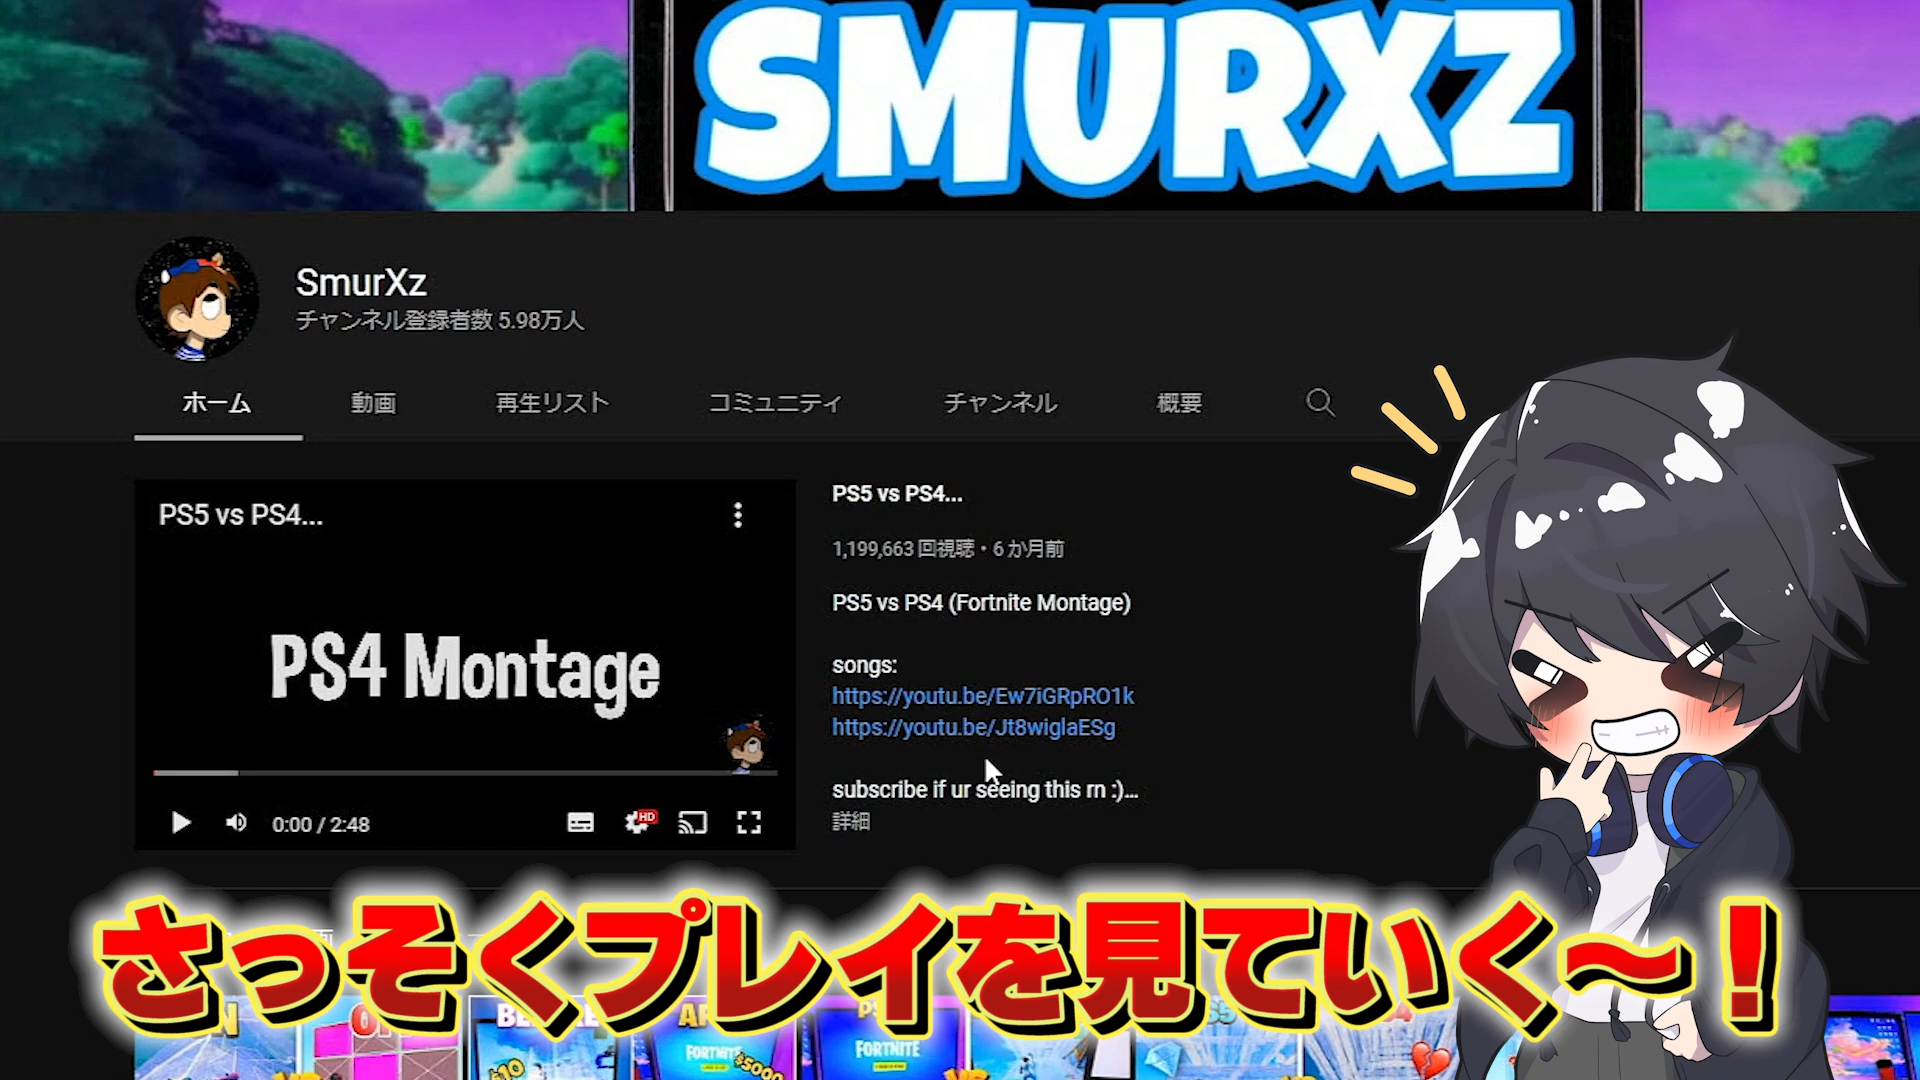 SMURXZ
SmurXz
チャンネル登録者数 5.98万人
ホーム 動画 再生リスト コミュニティ チャンネル 概要
PS5 vs PS4...
PS4 Montage
0:00 / 2:48
HD
PS5 vs PS4...
1,199,663 回視聴・6 か月前
PS5 vs PS4 (Fortnite Montage)
songs:
https://youtu.be/Ew7iGRpRO1k
https://youtu.be/Jt8wiglaESg
subscribe if ur seeing this rn :)...
詳細
さっそくプレイを見ていく〜！
$10
FORTNITE
$5000
FORTNITE